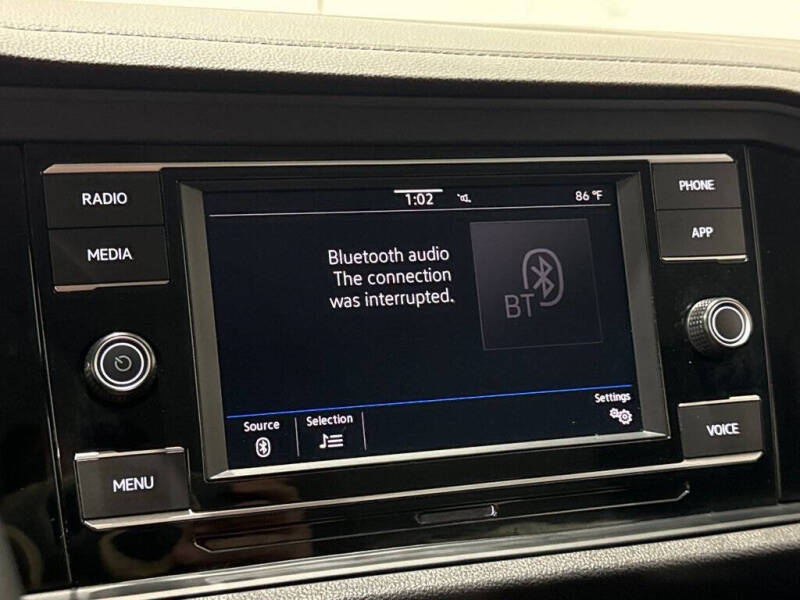 RADIO
MEDIA
MENU
1:02
86 °F
Bluetooth audio
The connection
was interrupted.
BT
Settings
Source
Selection
PHONE
APP
VOICE